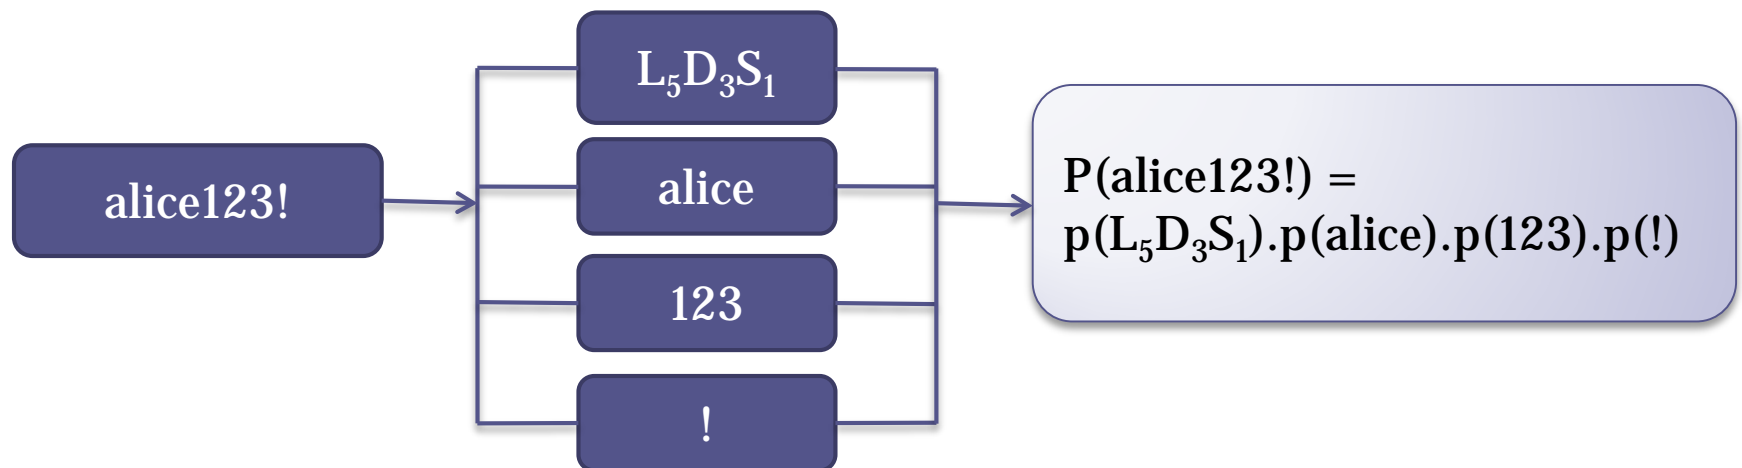 alice123!
L₅D₃S₁
alice
123
!
P(alice123!) =
p(L₅D₃S₁).p(alice).p(123).p(!)